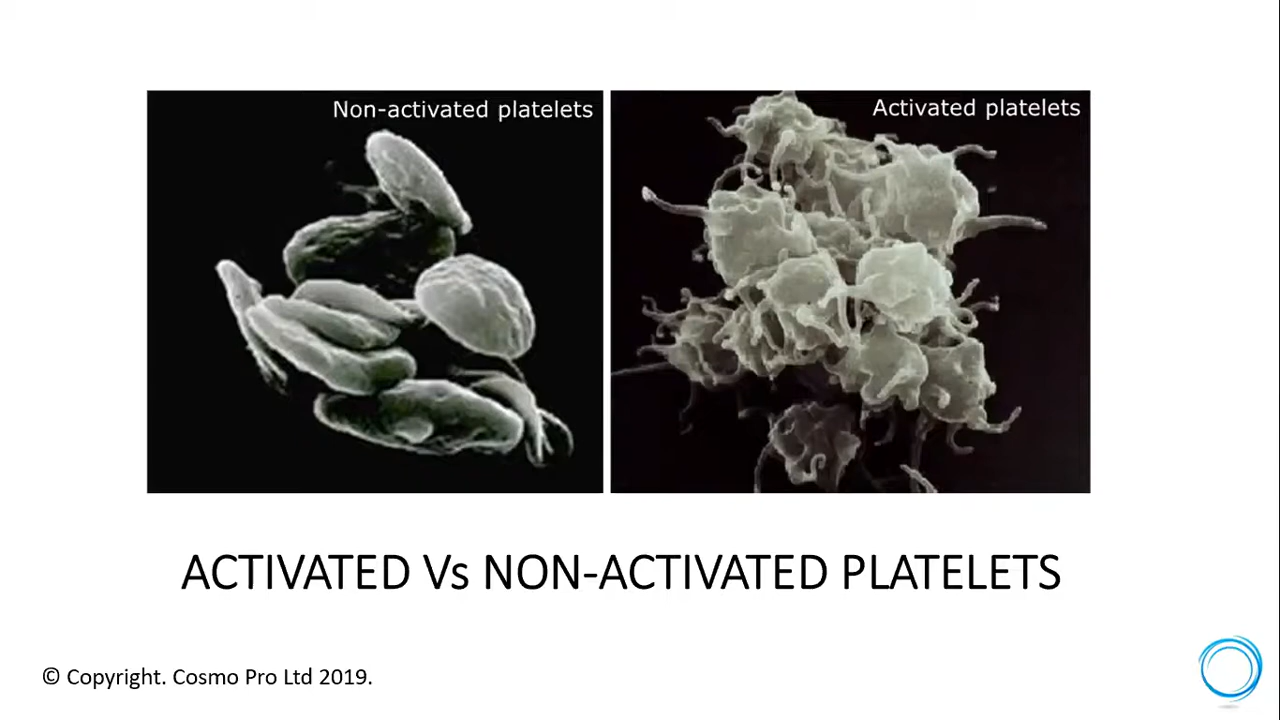 Non-activated platelets
Activated platelets
ACTIVATED Vs NON-ACTIVATED PLATELETS
© Copyright. Cosmo Pro Ltd 2019.